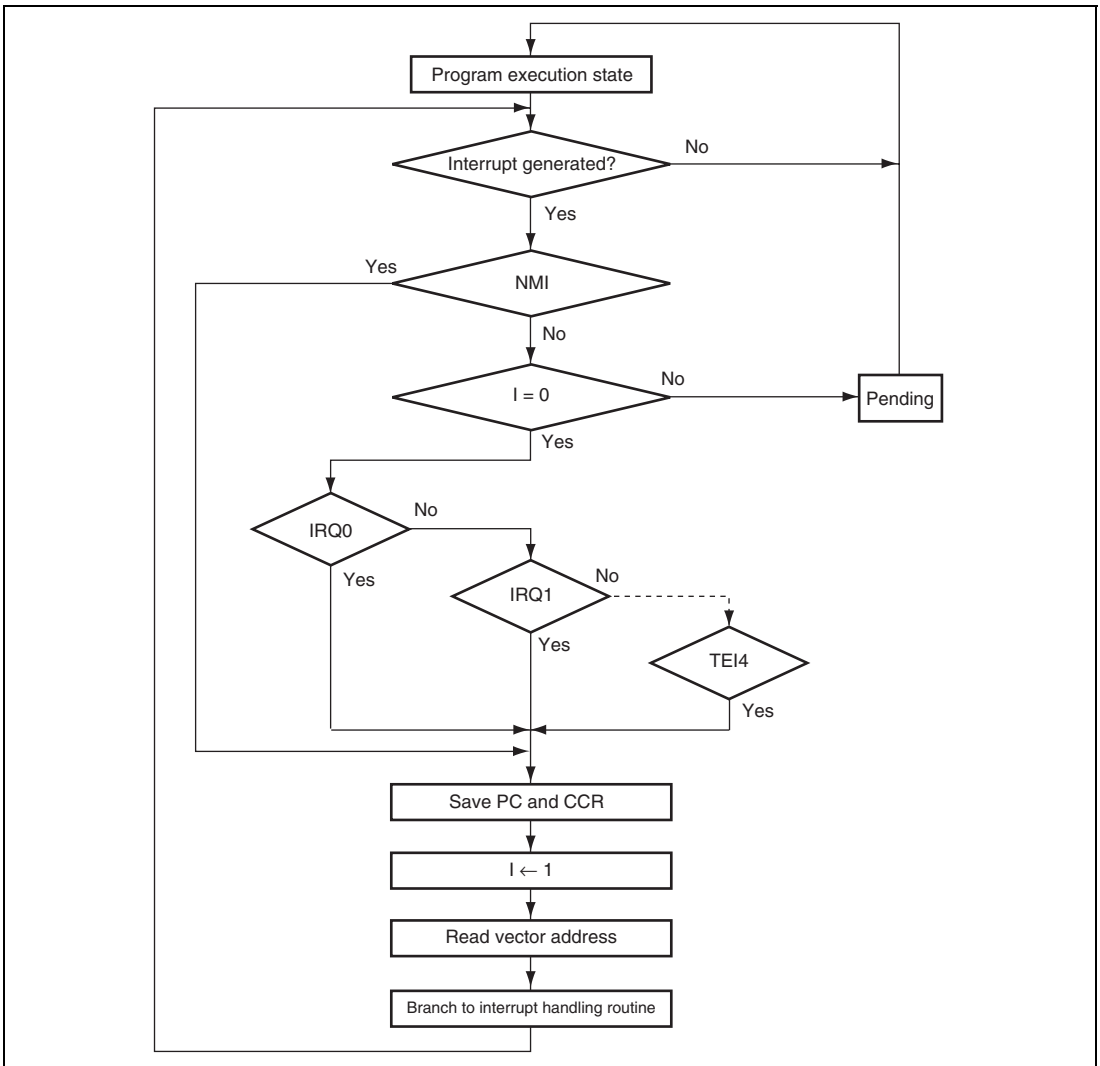 Program execution state
Interrupt generated?
No
Yes
Yes
NMI
No
I = 0
No
Pending
Yes
IRQ0
No
Yes
IRQ1
No
Yes
TEI4
Yes
Save PC and CCR
I ← 1
Read vector address
Branch to interrupt handling routine